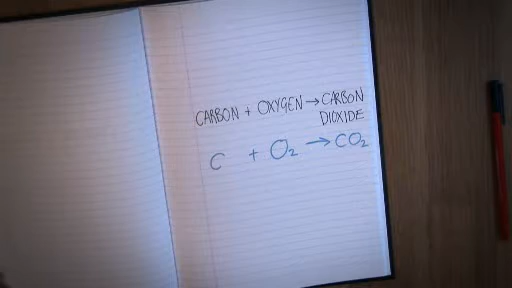 CARBON + OXYGEN → CARBON
DIOXIDE
C + O₂ → CO₂